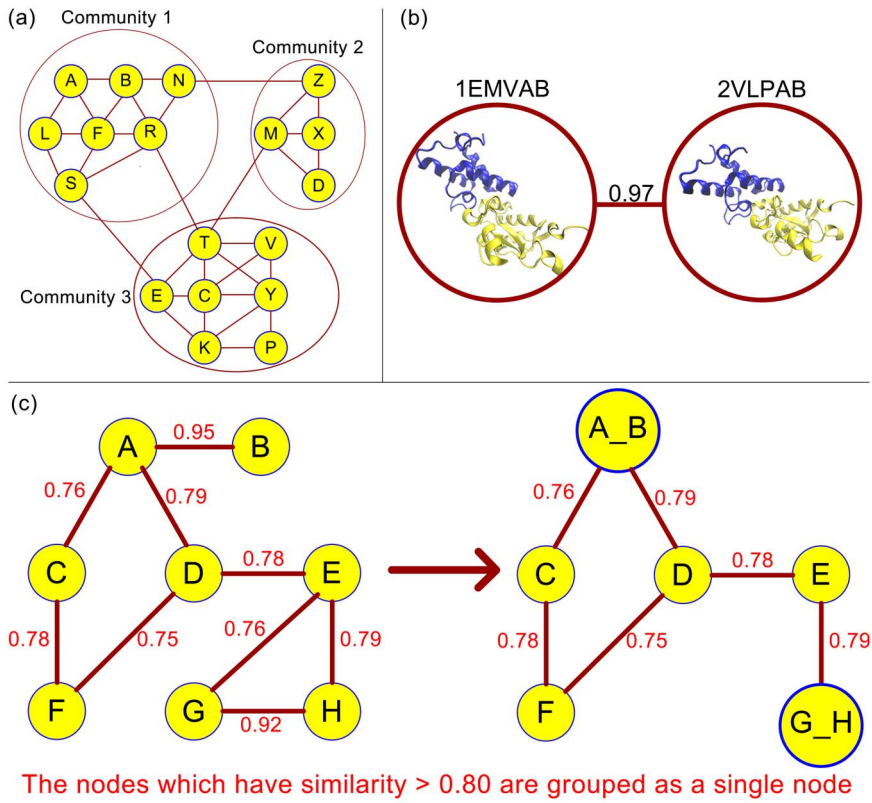 (a)
Community 1
Community 2
A B N Z
L F R M X
S D
T V
Community 3 E C Y
K P
(b)
1EMVAB 2VLPAB
0.97
(c)
A 0.95 B
0.76 0.79
C D 0.78 E
0.78 0.75 0.76 0.79
F G 0.92 H
A_B
0.76 0.79
C D 0.78 E
0.78 0.75 0.79
F G_H
The nodes which have similarity > 0.80 are grouped as a single node